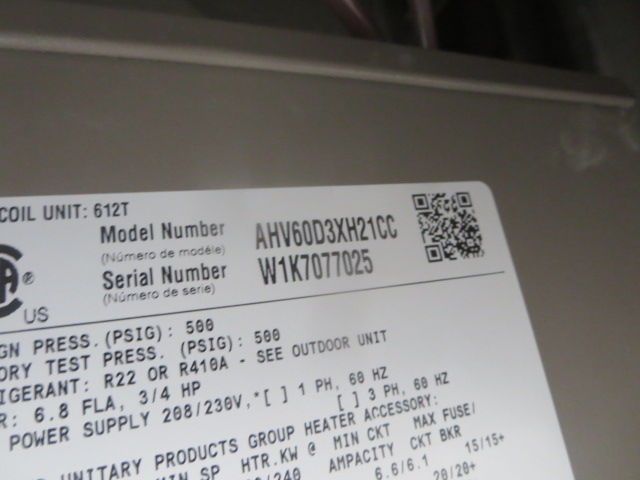 COIL UNIT: 612T
Model Number AHV60D3XH21CC
(Número de modèle)
Serial Number W1K7077025
(Número de serie)
® US
GN PRESS. (PSIG): 500
ORY TEST PRESS. (PSIG): 500
IGERANT: R22 OR R410A - SEE OUTDOOR UNIT
R: 6.8 FLA, 3/4 HP
POWER SUPPLY 208/230V,*[ ] 1 PH, 60 HZ
[ ] 3 PH, 60 HZ
UNITARY PRODUCTS GROUP HEATER ACCESSORY:
MIN SP HTR.KW @ MIN CKT MAX FUSE/
/240 AMPACITY CKT BKR
6.6/6.1 15/15+
20/20+